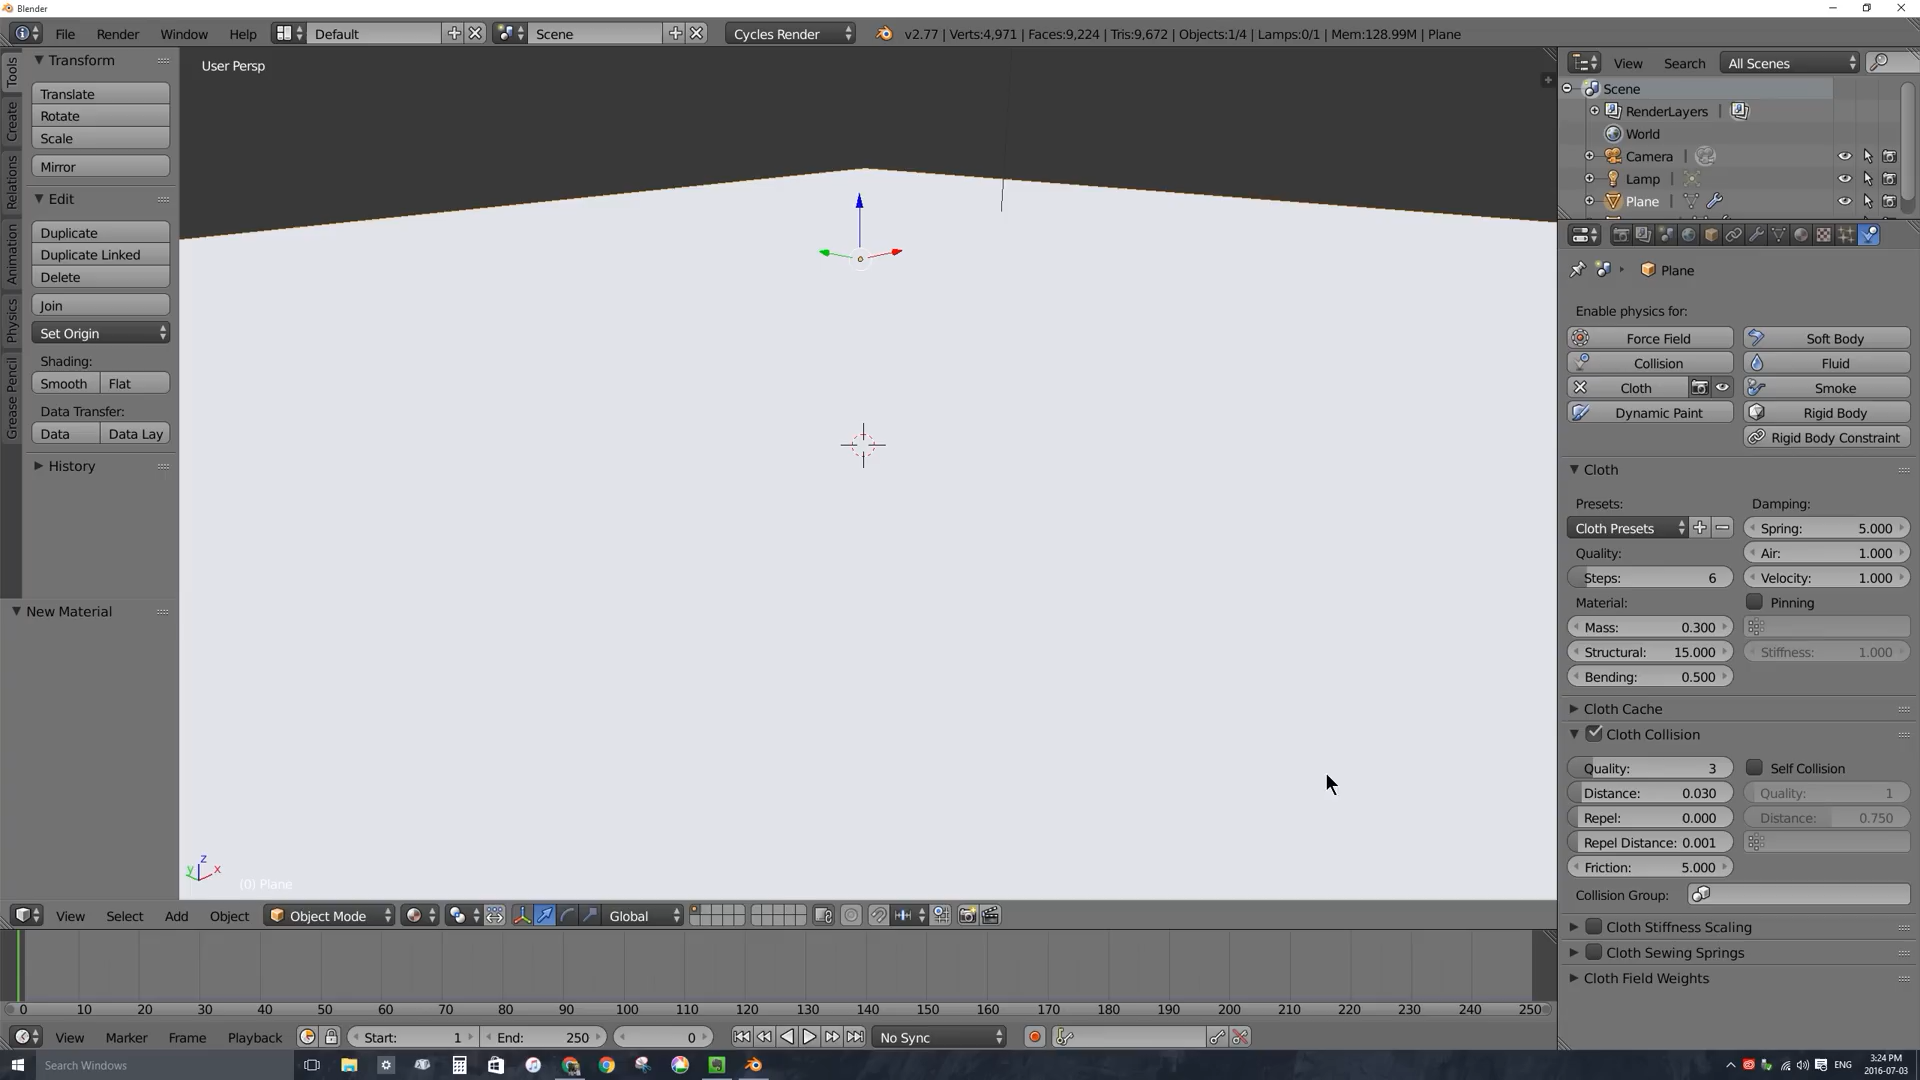 Blender
File Render Window Help Default Scene Cycles Render v2.77 | Verts:4,971 | Faces:9,224 | Tris:9,672 | Objects:1/4 | Lamps:0/1 | Mem:128.99M | Plane
Tools
Create
Relations
Animation
Physics
Grease Pencil
Transform
Translate
Rotate
Scale
Mirror
Edit
Duplicate
Duplicate Linked
Delete
Join
Set Origin
Shading:
Smooth Flat
Data Transfer:
Data Data Lay
History
New Material
User Persp
z
y x
(0) Plane
View Select Add Object Object Mode Global
View Search All Scenes
Scene
RenderLayers |
World
Camera |
Lamp |
Plane |
Plane
Enable physics for:
Force Field Soft Body
Collision Fluid
Cloth Smoke
Dynamic Paint Rigid Body
Rigid Body Constraint
Cloth
Presets: Damping:
Cloth Presets Spring: 5.000
Quality: Air: 1.000
Steps: 6 Velocity: 1.000
Material: Pinning
Mass: 0.300
Structural: 15.000 Stiffness: 1.000
Bending: 0.500
Cloth Cache
Cloth Collision
Quality: 3 Self Collision
Distance: 0.030 Quality: 1
Repel: 0.000 Distance: 0.750
Repel Distance: 0.001
Friction: 5.000
Collision Group:
Cloth Stiffness Scaling
Cloth Sewing Springs
Cloth Field Weights
0 10 20 30 40 50 60 70 80 90 100 110 120 130 140 150 160 170 180 190 200 210 220 230 240 250
View Marker Frame Playback Start: 1 End: 250 0 No Sync
Search Windows
ENG
3:24 PM
2016-07-03